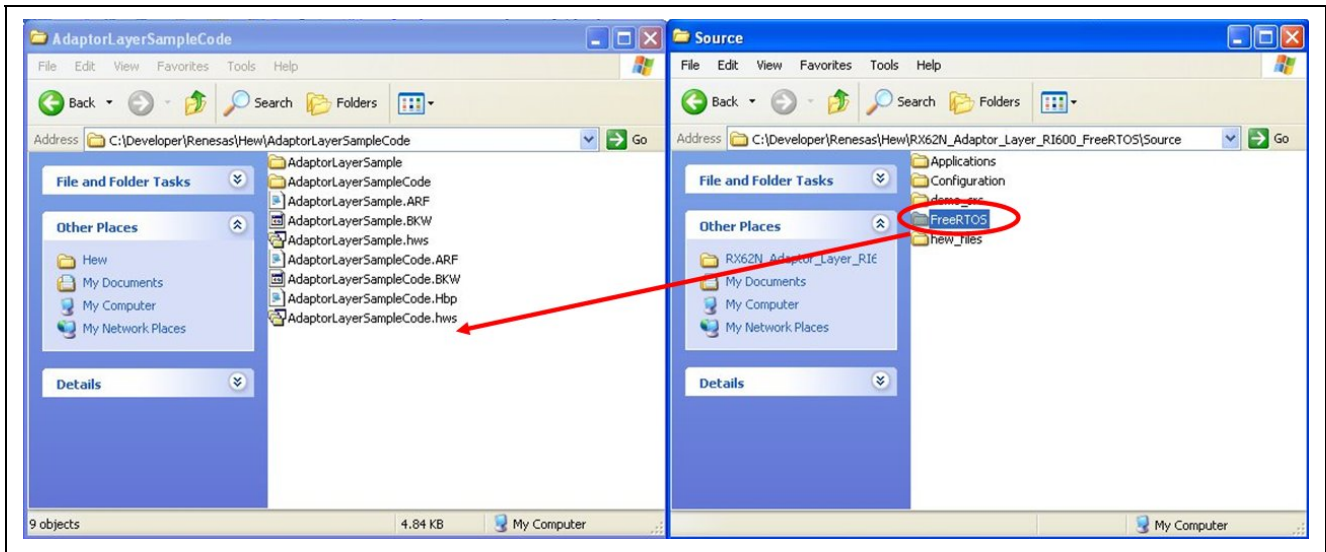 AdaptorLayerSampleCode
File Edit View Favorites Tools Help
Back Search Folders
Address C:\Developer\Renesas\Hew\AdaptorLayerSampleCode Go
File and Folder Tasks
Other Places
Hew
My Documents
My Computer
My Network Places
Details
AdaptorLayerSample
AdaptorLayerSampleCode
AdaptorLayerSample.ARF
AdaptorLayerSample.BKW
AdaptorLayerSample.hws
AdaptorLayerSampleCode.ARF
AdaptorLayerSampleCode.BKW
AdaptorLayerSampleCode.Hbp
AdaptorLayerSampleCode.hws
9 objects 4.84 KB My Computer
Source
File Edit View Favorites Tools Help
Back Search Folders
Address C:\Developer\Renesas\Hew\RX62N_Adaptor_Layer_RI600_FreeRTOS\Source Go
File and Folder Tasks
Other Places
RX62N_Adaptor_Layer_RI6
My Documents
My Computer
My Network Places
Details
Applications
Configuration
demo_src
FreeRTOS
hew_files
My Computer